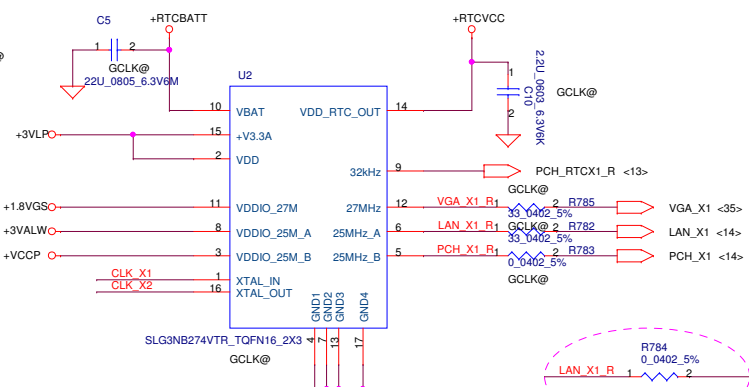 C5
+RTCBATT
+RTCVCC
@
1 2
GCLK@
22U_0805_6.3V6M
U2
2.2U_0603_6.3V6K
C10
1
2
GCLK@
10 VBAT
VDD_RTC_OUT 14
+3VLP
15 +V3.3A
2 VDD
32kHz 9
PCH_RTCX1_R <13>
GCLK@
+1.8VGS
11 VDDIO_27M
27MHz 12
VGA_X1_R 1 2 R785
33_0402_5%
VGA_X1 <35>
GCLK@
+3VALW
8 VDDIO_25M_A
25MHz_A 6
LAN_X1_R 1 2 R782
33_0402_5%
LAN_X1 <14>
+VCCP
3 VDDIO_25M_B
25MHz_B 5
PCH_X1_R 1 2 R783
0_0402_5%
PCH_X1 <14>
GCLK@
CLK_X1 1 XTAL_IN
CLK_X2 16 XTAL_OUT
GND1
GND2
GND3
GND4
4
7
13
17
SLG3NB274VTR_TQFN16_2X3
GCLK@
R784
0_0402_5%
LAN_X1_R 1 2